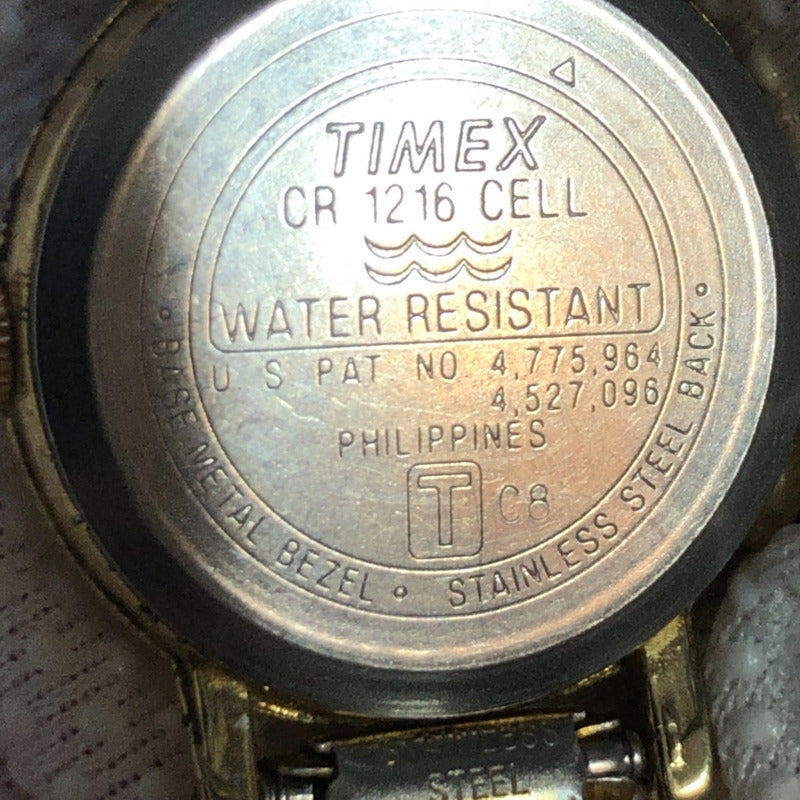 TIMEX
CR 1216 CELL
WATER RESISTANT
U. S PAT NO. 4,775,964
4,527,096
PHILIPPINES
T C8
BASE METAL BEZEL
STAINLESS STEEL BACK
STAINLESS
STEEL